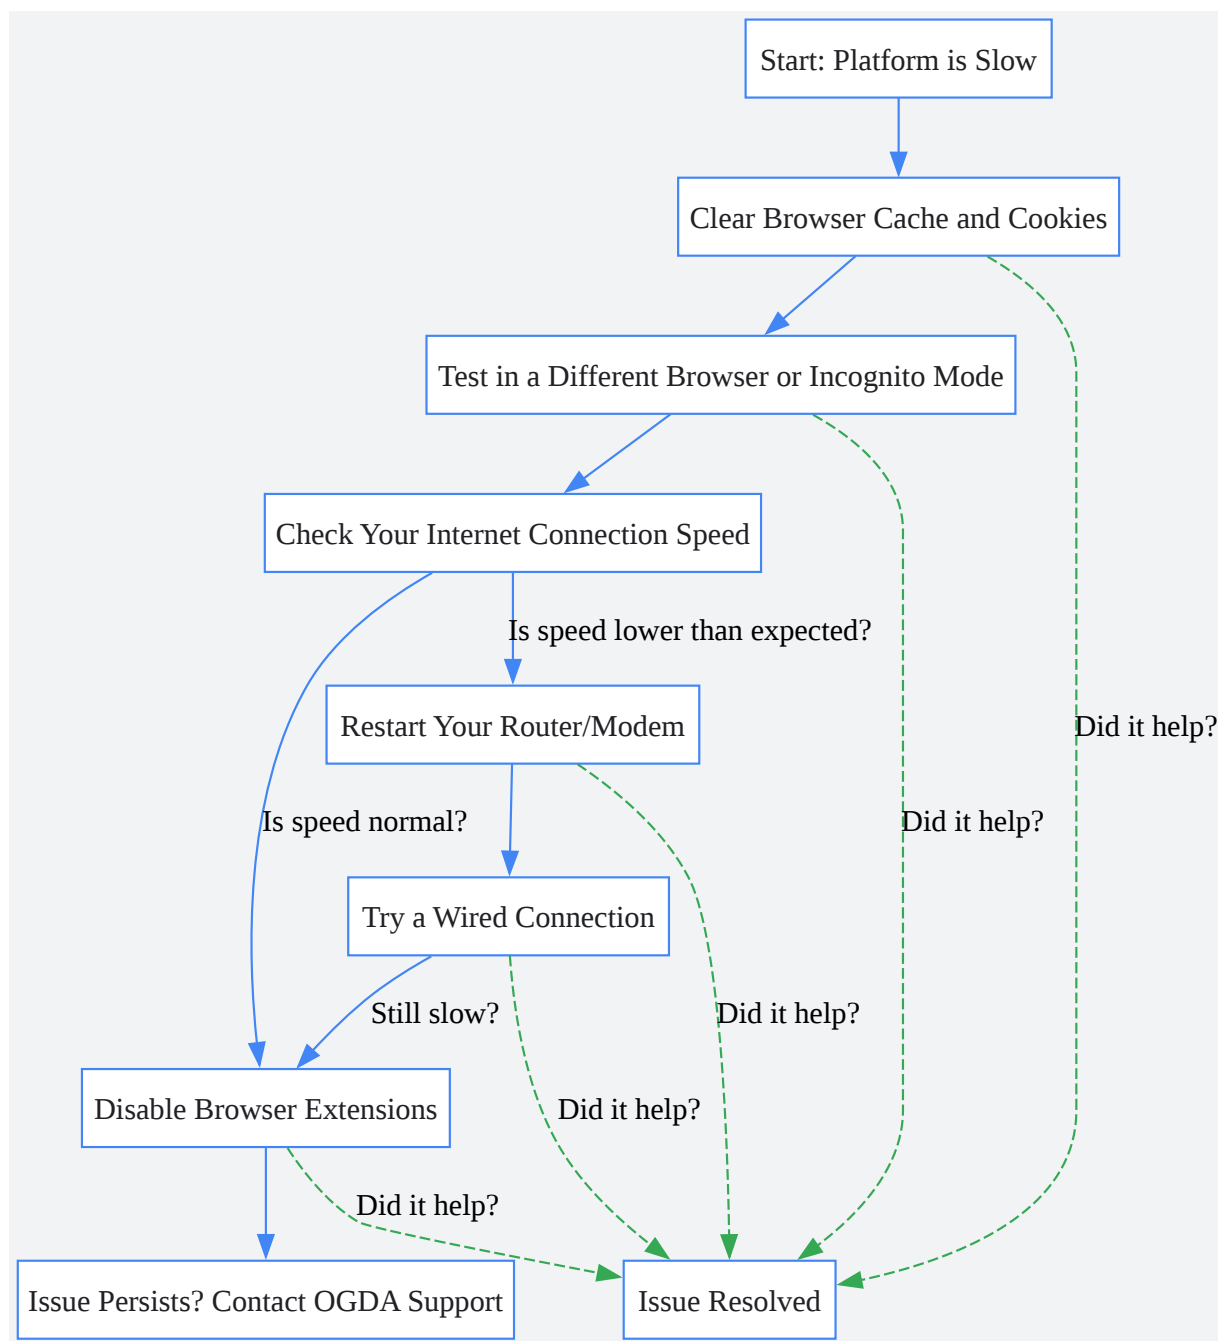 Start: Platform is Slow
Clear Browser Cache and Cookies
Test in a Different Browser or Incognito Mode
Check Your Internet Connection Speed
Is speed lower than expected?
Restart Your Router/Modem
Did it help?
Is speed normal?
Did it help?
Try a Wired Connection
Still slow?
Did it help?
Disable Browser Extensions
Did it help?
Did it help?
Issue Persists? Contact OGDA Support
Issue Resolved